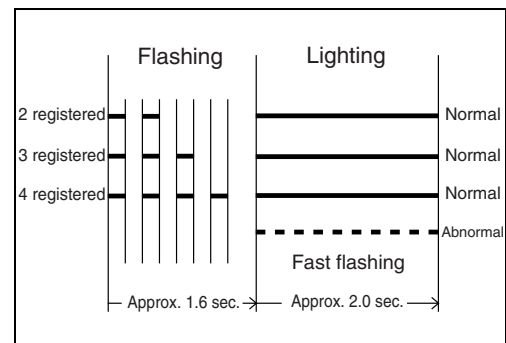 Flashing Lighting
2 registered Normal
3 registered Normal
4 registered Normal
Abnormal
Fast flashing
Approx. 1.6 sec. Approx. 2.0 sec.